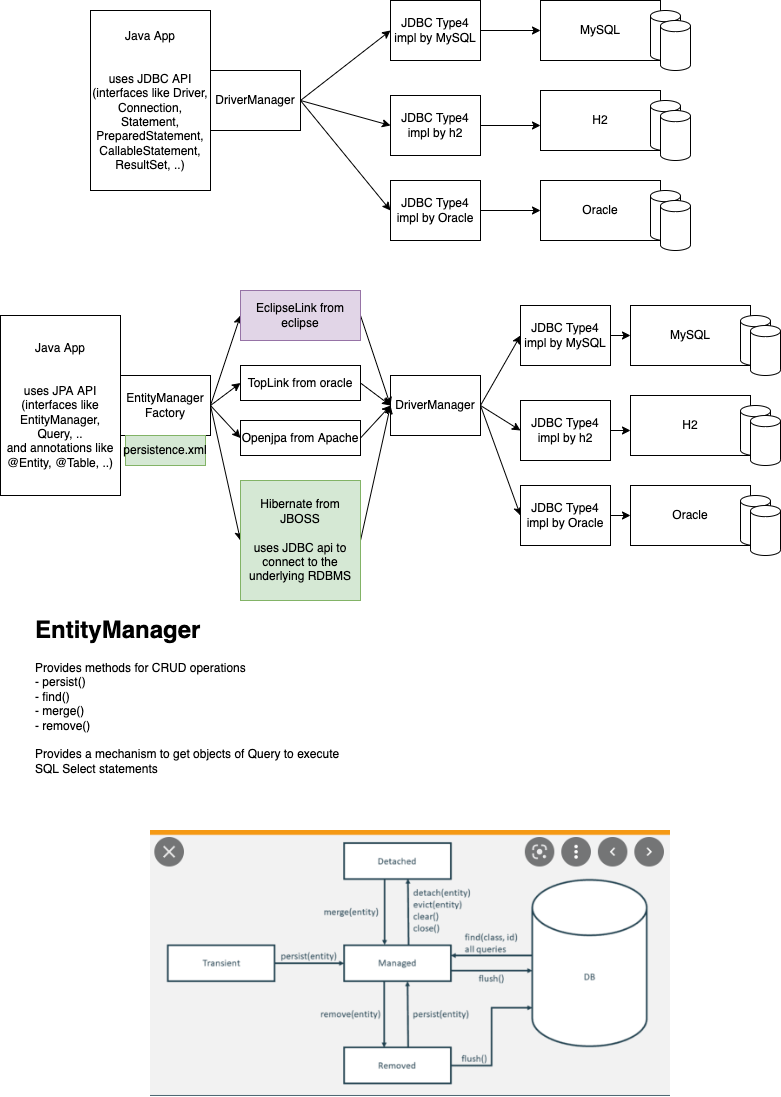 Java App
uses JDBC API
(interfaces like Driver,
Connection,
Statement,
PreparedStatement,
CallableStatement,
ResultSet, ..)
DriverManager
JDBC Type4
impl by MySQL
MySQL
JDBC Type4
impl by h2
H2
JDBC Type4
impl by Oracle
Oracle
Java App
uses JPA API
(interfaces like
EntityManager,
Query, ..
and annotations like
@Entity, @Table, ..)
EntityManager
Factory
persistence.xml
EclipseLink from
eclipse
TopLink from oracle
Openjpa from Apache
Hibernate from
JBOSS
uses JDBC api to
connect to the
underlying RDBMS
DriverManager
JDBC Type4
impl by MySQL
MySQL
JDBC Type4
impl by h2
H2
JDBC Type4
impl by Oracle
Oracle
EntityManager
Provides methods for CRUD operations
- persist()
- find()
- merge()
- remove()
Provides a mechanism to get objects of Query to execute
SQL Select statements
Detached
merge(entity)
detach(entity)
evict(entity)
clear()
close()
Transient
persist(entity)
Managed
find(class, id)
all queries
flush()
DB
remove(entity)
persist(entity)
Removed
flush()